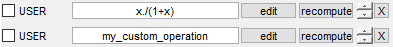 USER x./(1+x) edit recompute X
USER my_custom_operation edit recompute X